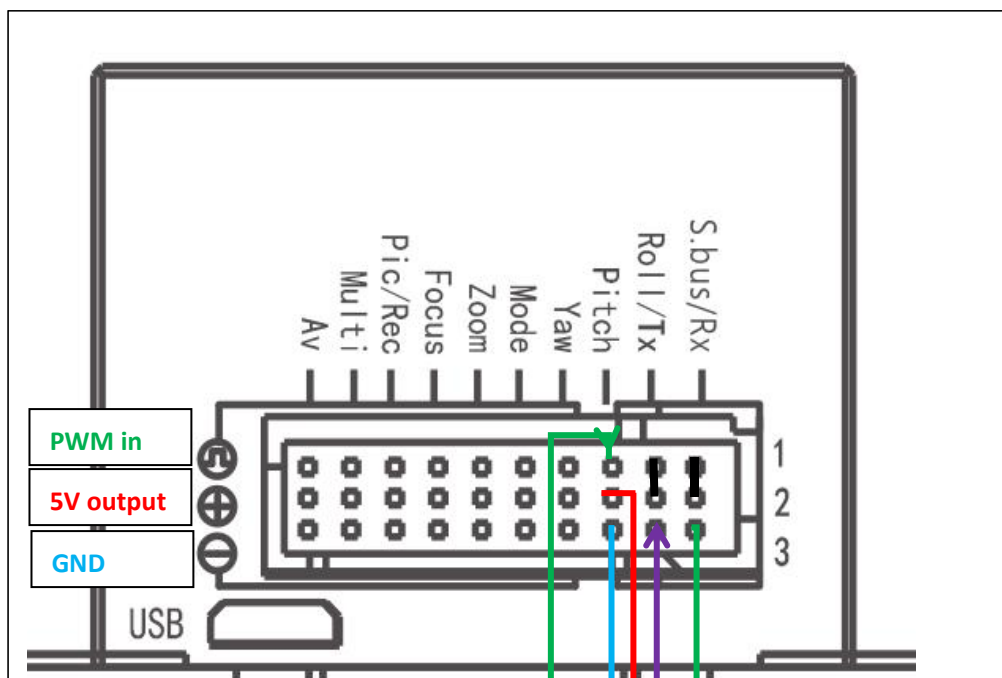 Av
Multi
Pic/Rec
Focus
Zoom
Mode
Yaw
Pitch
Roll/Tx
S.bus/Rx
PWM in
1
5V output
2
GND
3
USB